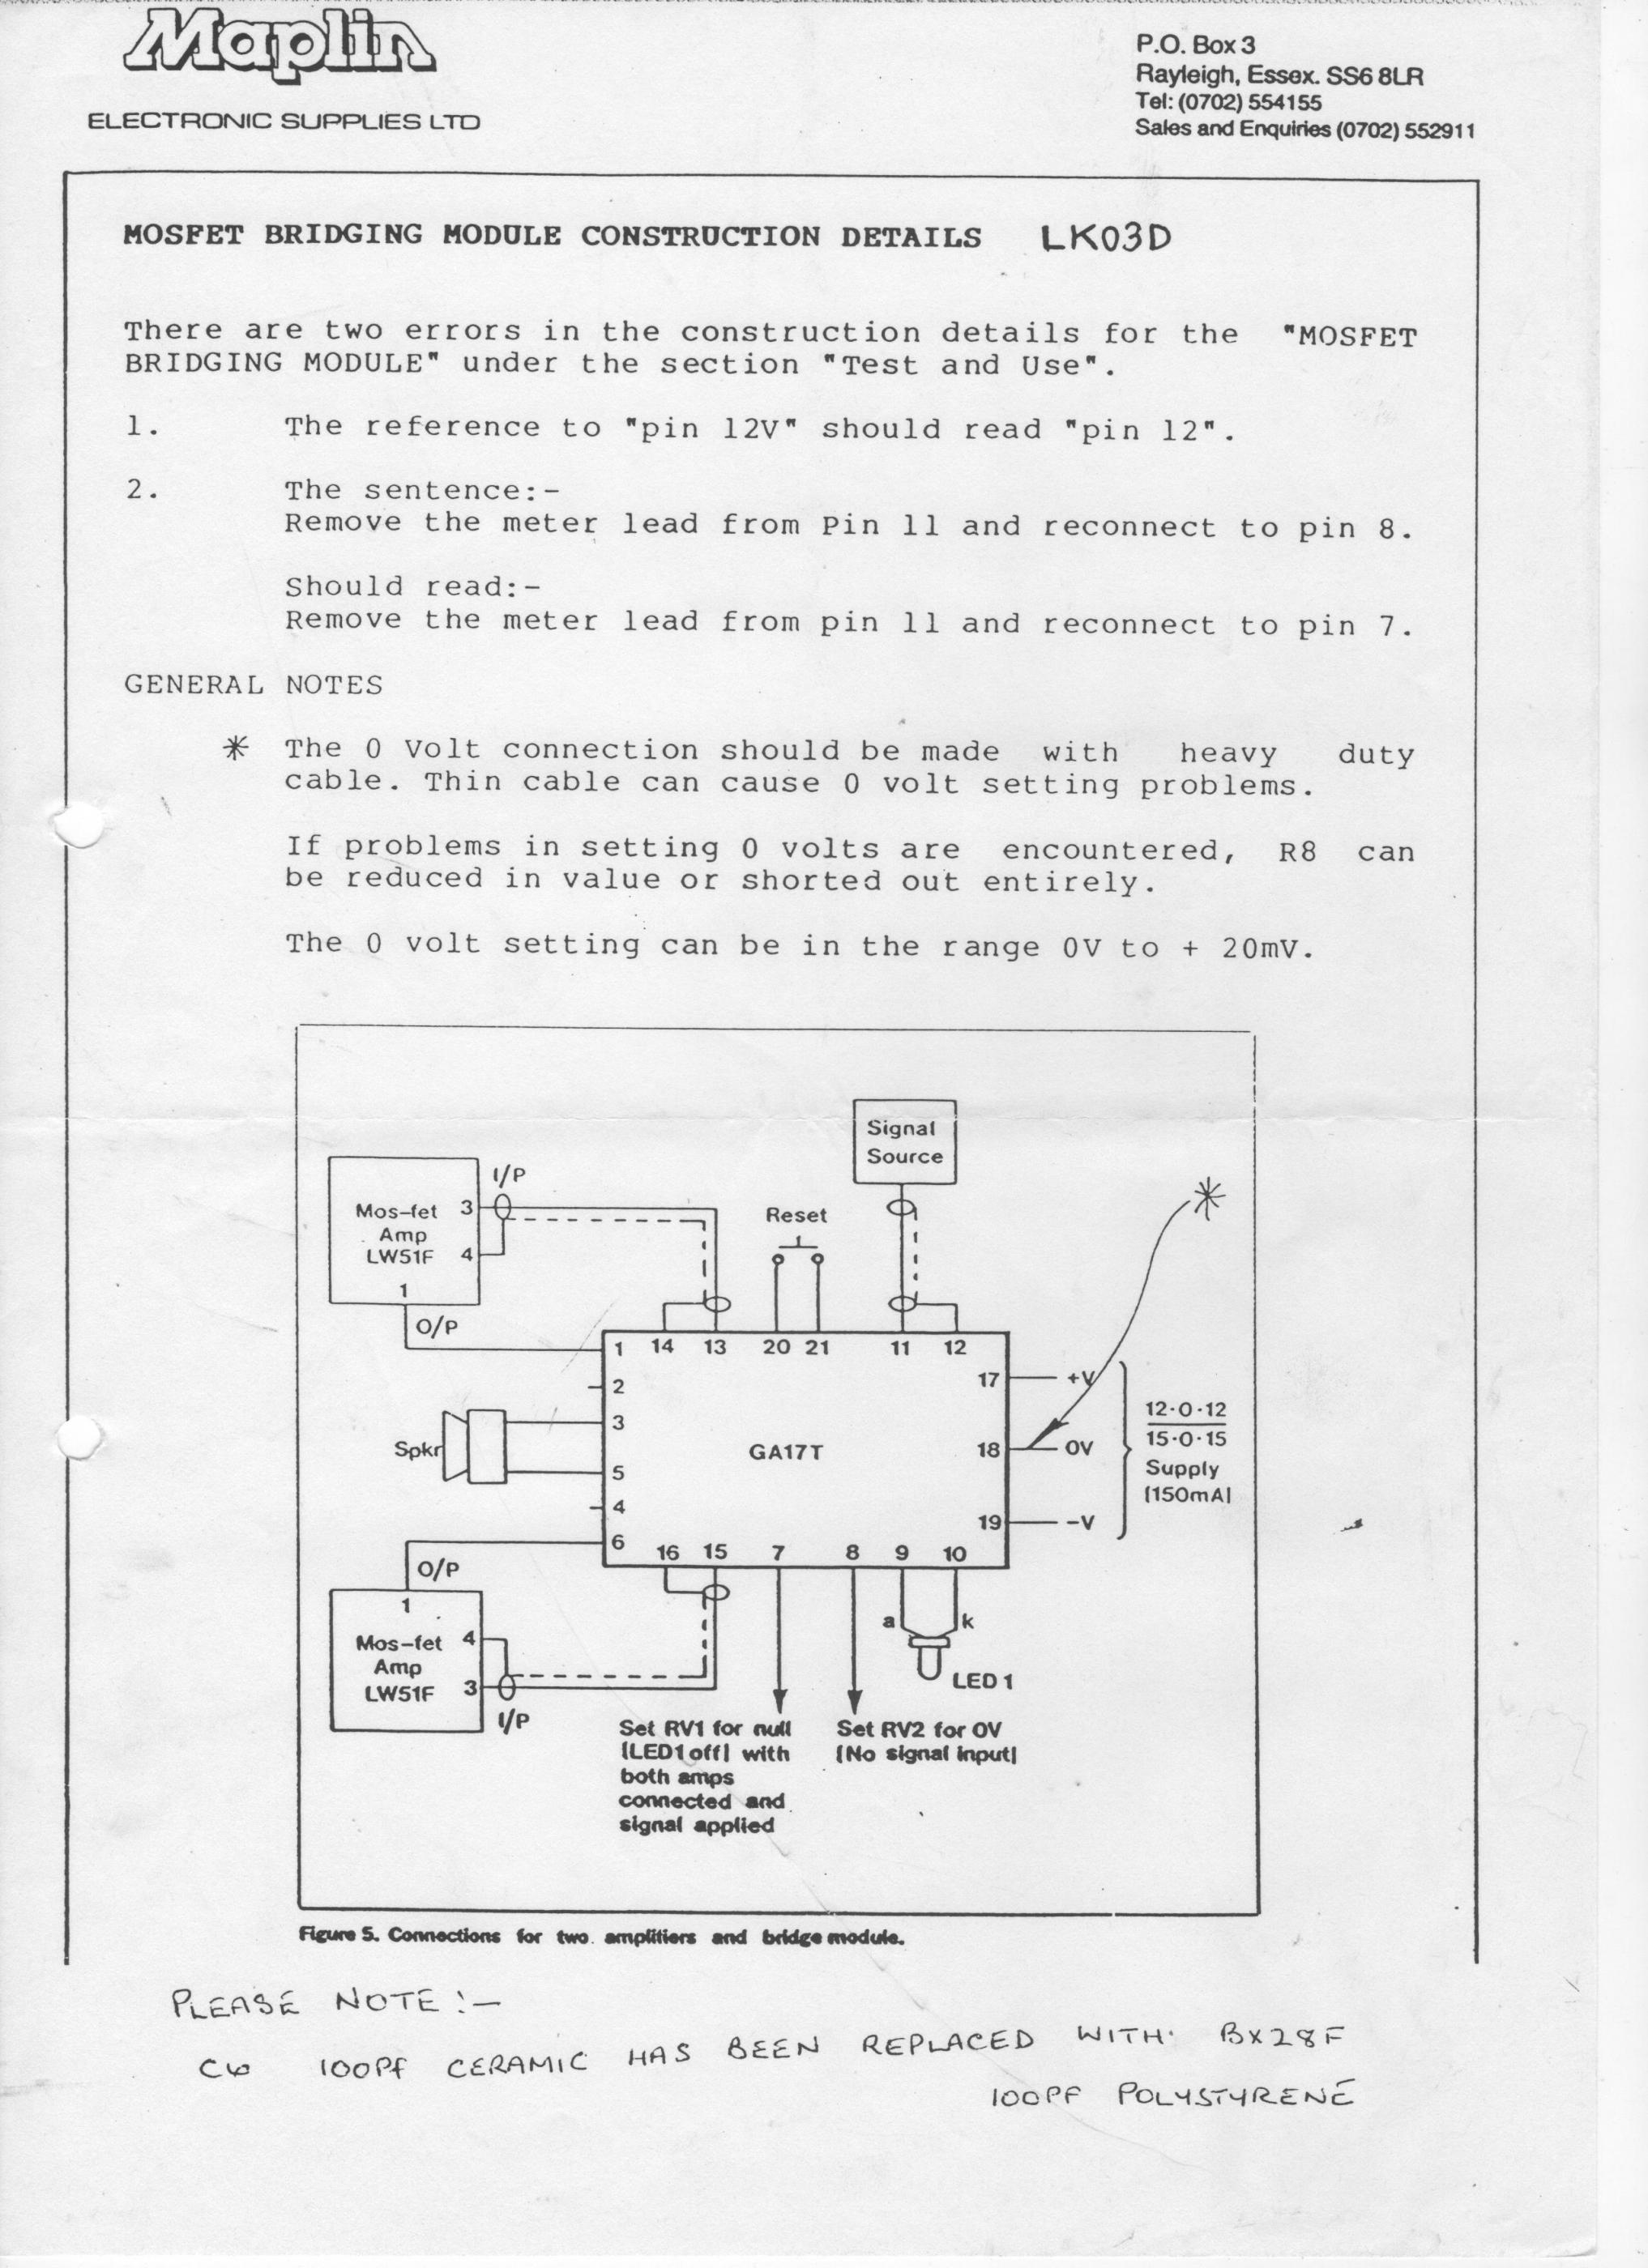 Maplin
ELECTRONIC SUPPLIES LTD
P.O. Box 3
Rayleigh, Essex. SS6 8LR
Tel: (0702) 554155
Sales and Enquiries (0702) 552911
MOSFET BRIDGING MODULE CONSTRUCTION DETAILS LK03D
There are two errors in the construction details for the "MOSFET
BRIDGING MODULE" under the section "Test and Use".
1. The reference to "pin 12V" should read "pin 12".
2. The sentence:-
Remove the meter lead from Pin 11 and reconnect to pin 8.
Should read:-
Remove the meter lead from pin 11 and reconnect to pin 7.
GENERAL NOTES
* The 0 Volt connection should be made with heavy duty
cable. Thin cable can cause 0 volt setting problems.
If problems in setting 0 volts are encountered, R8 can
be reduced in value or shorted out entirely.
The 0 volt setting can be in the range 0V to + 20mV.
Signal
Source
I/P
Mos-fet 3
Amp
LW51F 4
1
O/P
Reset
*
1 14 13 20 21 11 12
2
17 +V
3
Spkr
GA17T
18 0V
5
4
19 -V
6
12·0·12
15·0·15
Supply
(150mA)
16 15 7 8 9 10
O/P
1
Mos-fet 4
Amp
LW51F 3
I/P
a k
LED 1
Set RV1 for null
(LED1 off) with
both amps
connected and
signal applied
Set RV2 for 0V
(No signal input)
Figure 5. Connections for two amplifiers and bridge module.
PLEASE NOTE :-
C6 100Pf CERAMIC HAS BEEN REPLACED WITH BX28F
100PF POLYSTYRENE